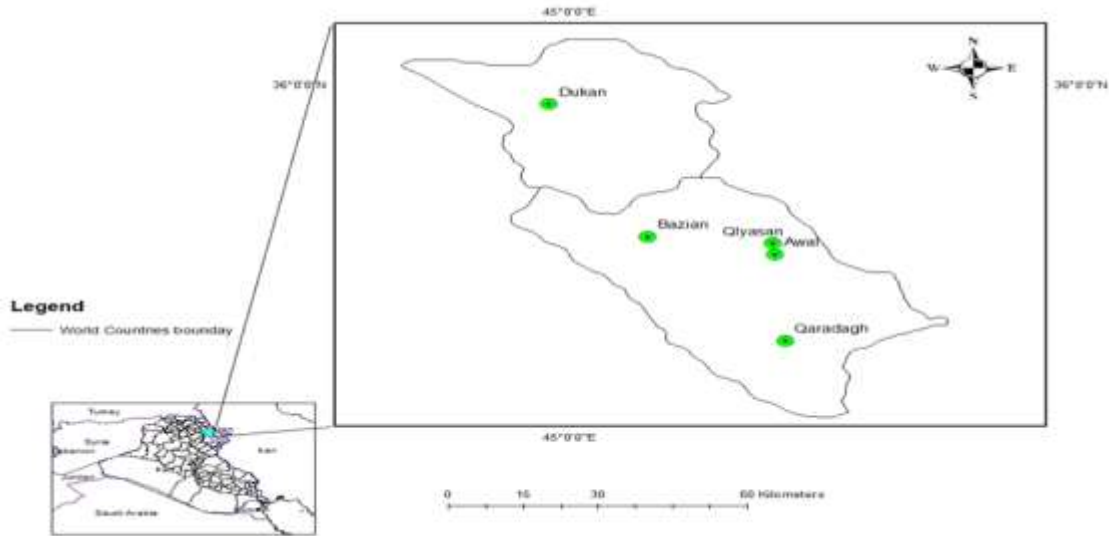 45°0'0"E
N
W E
S
36°0'0"N 36°0'0"N
Dukan
Bazian
Qlyasan
Awal
Qaradagh
Legend
World Countries bounday
45°0'0"E
Turkey
Syria
Iran
Jordan
Saudi Arabia
0 15 30 60 Kilometers